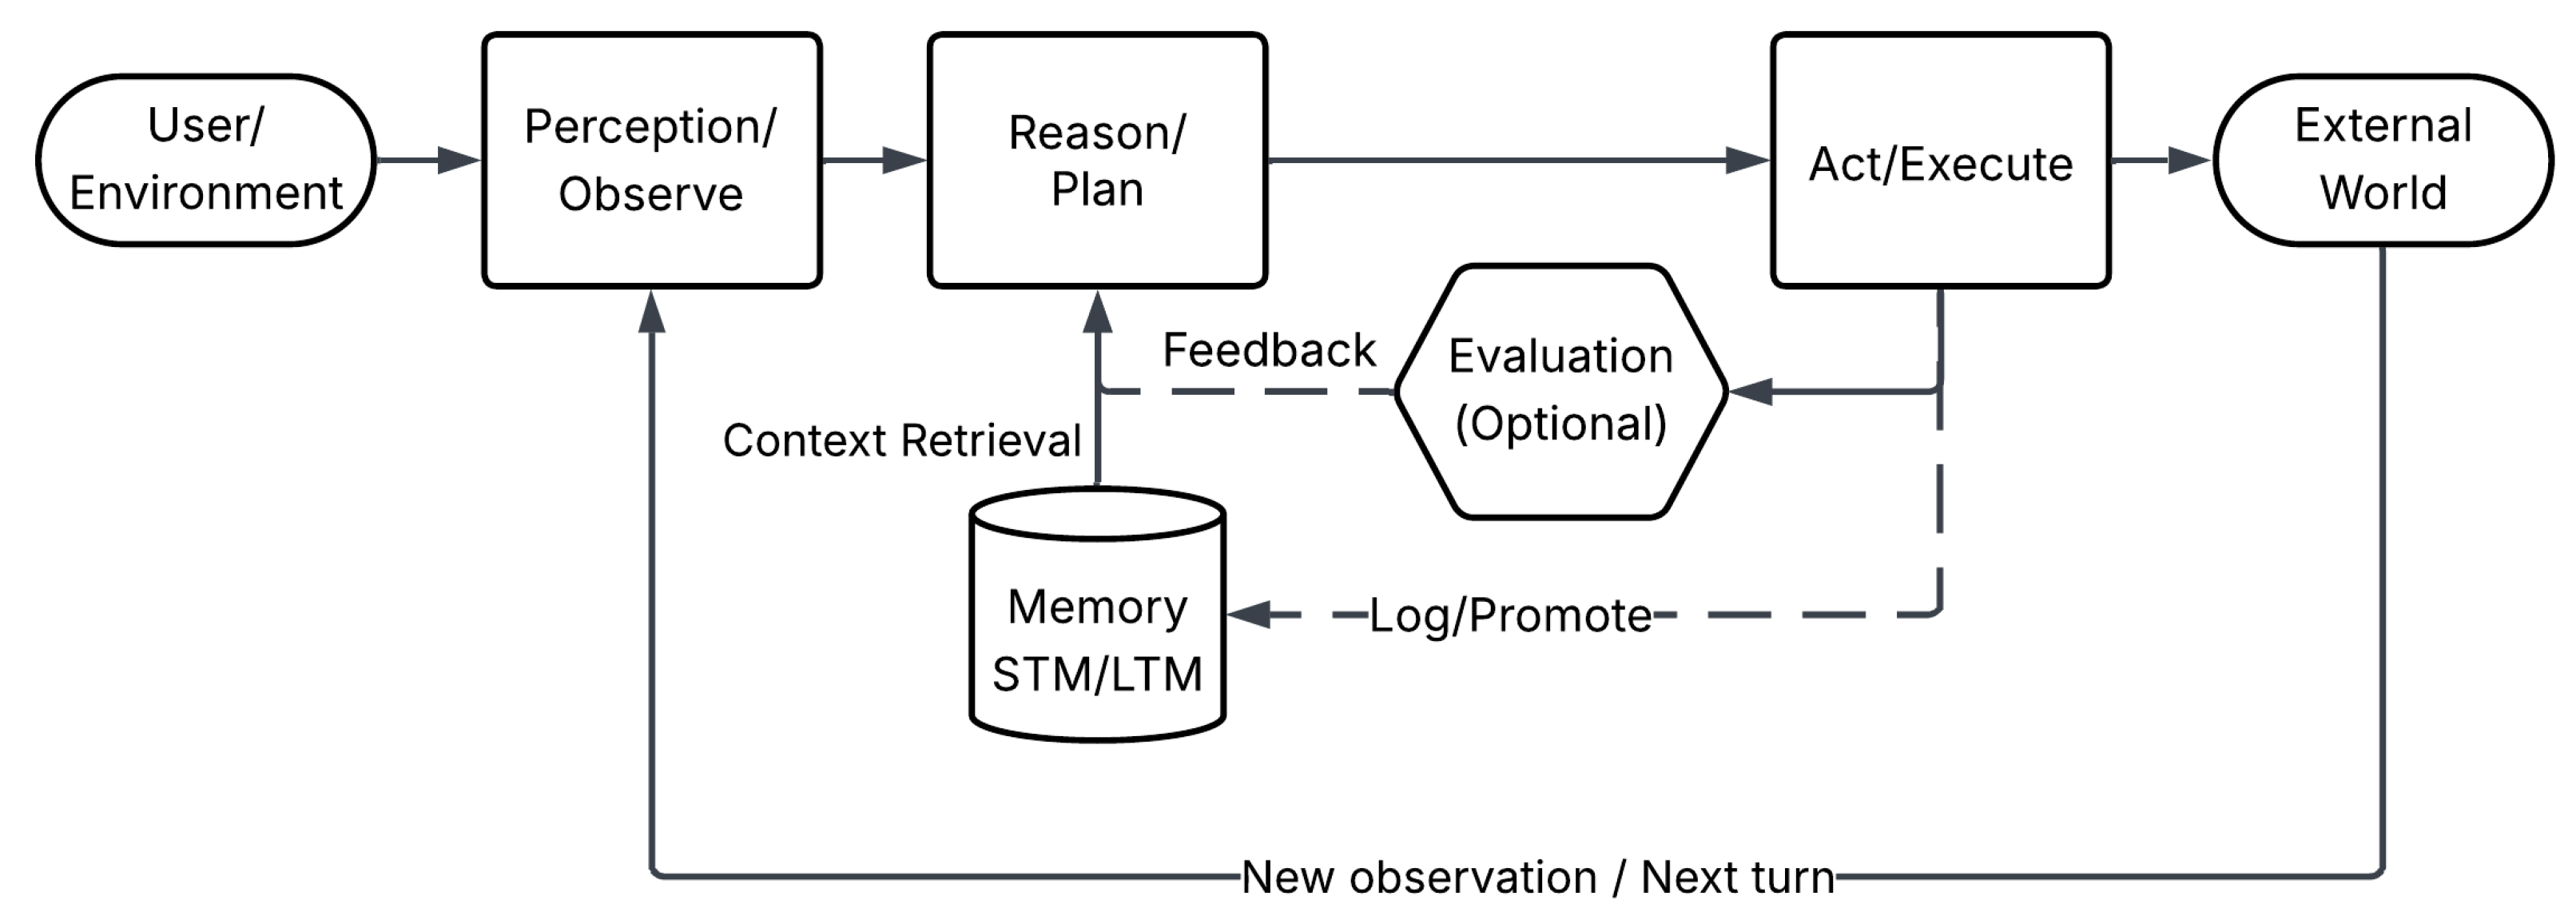 User/
Environment
Perception/
Observe
Reason/
Plan
Act/Execute
External
World
Feedback
Evaluation
(Optional)
Context Retrieval
Memory
STM/LTM
Log/Promote
New observation / Next turn